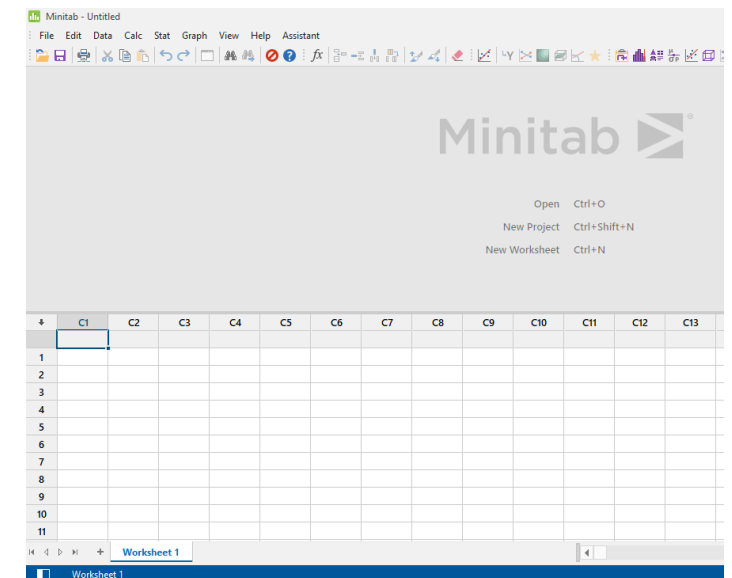 Minitab - Untitled
File Edit Data Calc Stat Graph View Help Assistant
Minitab
Open Ctrl+O
New Project Ctrl+Shift+N
New Worksheet Ctrl+N
C1 C2 C3 C4 C5 C6 C7 C8 C9 C10 C11 C12 C13
1
2
3
4
5
6
7
8
9
10
11
Worksheet 1
Worksheet 1